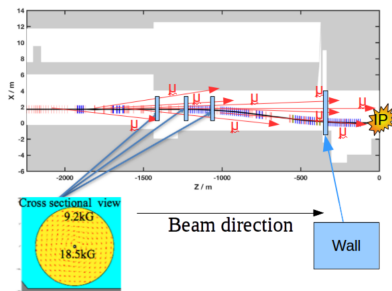 14
12
10
8
6
4
2
0
-2
-4
-6
X / m
μ
μ
μ
μ
μ
μ
μ
IP
-2000
-1500
-1000
-500
0
Z / m
Cross sectional view
9.2kG
18.5kG
Beam direction
Wall